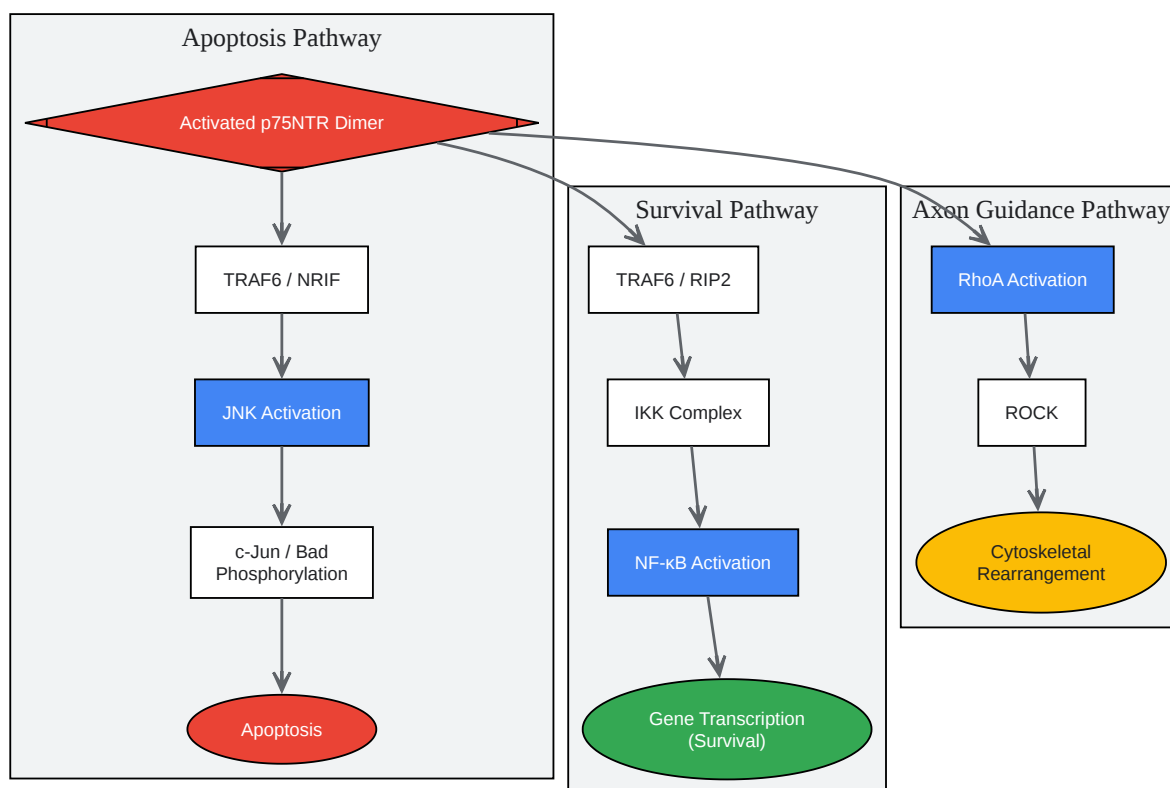 Apoptosis Pathway
Activated p75NTR Dimer
TRAF6 / NRIF
JNK Activation
c-Jun / Bad
Phosphorylation
Apoptosis
Survival Pathway
TRAF6 / RIP2
IKK Complex
NF-κB Activation
Gene Transcription
(Survival)
Axon Guidance Pathway
RhoA Activation
ROCK
Cytoskeletal
Rearrangement